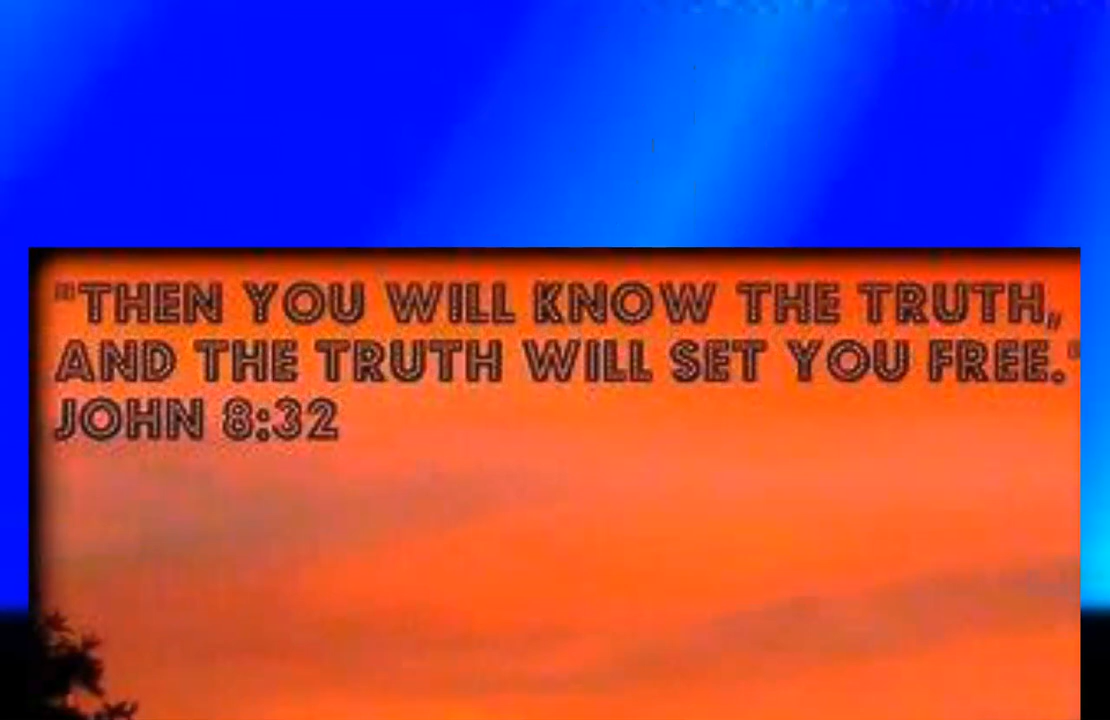 "THEN YOU WILL KNOW THE TRUTH,
AND THE TRUTH WILL SET YOU FREE."
JOHN 8:32